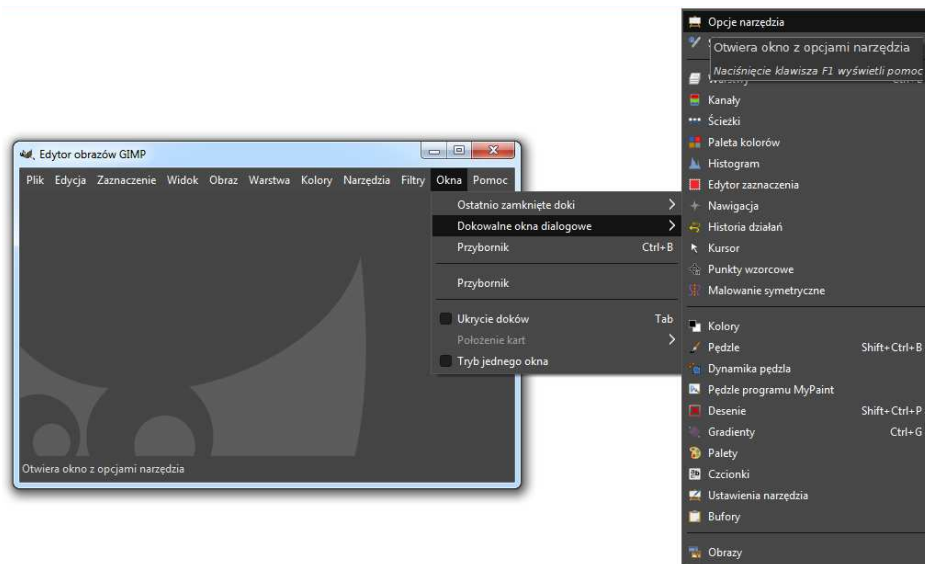 Edytor obrazów GIMP
Plik Edycja Zaznaczenie Widok Obraz Warstwa Kolory Narzędzia Filtry Okna Pomoc
Ostatnio zamknięte doki
Dokowalne okna dialogowe
Przybornik Ctrl+B
Przybornik
Ukrycie doków Tab
Położenie kart
Tryb jednego okna
Otwiera okno z opcjami narzędzia
Opcje narzędzia
Otwiera okno z opcjami narzędzia
Naciśnięcie klawisza F1 wyświetli pomoc
Kanały
Ścieżki
Paleta kolorów
Histogram
Edytor zaznaczenia
Nawigacja
Historia działań
Kursor
Punkty wzorcowe
Malowanie symetryczne
Kolory
Pędzle Shift+Ctrl+B
Dynamika pędzla
Pędzle programu MyPaint
Desenie Shift+Ctrl+P
Gradienty Ctrl+G
Palety
Czcionki
Ustawienia narzędzia
Bufory
Obrazy